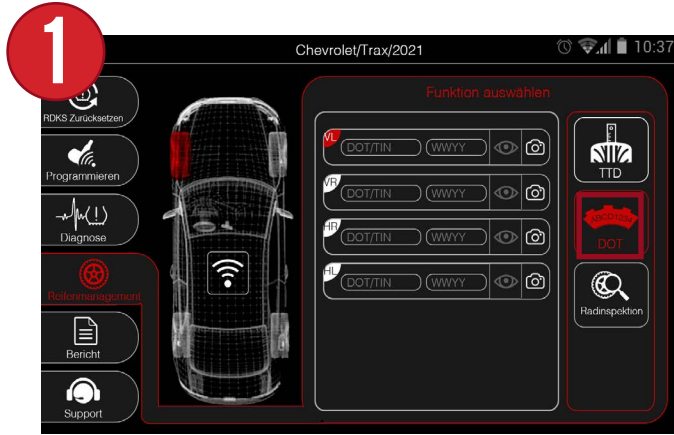 1
Chevrolet/Trax/2021
10:37
RDKS Zurücksetzen
Programmieren
Diagnose
Reifenmanagement
Bericht
Support
Funktion auswählen
VL
DOT/TIN
WWYY
VR
DOT/TIN
WWYY
HR
DOT/TIN
WWYY
HL
DOT/TIN
WWYY
TTD
ABCD123X
DOT
Radinspektion